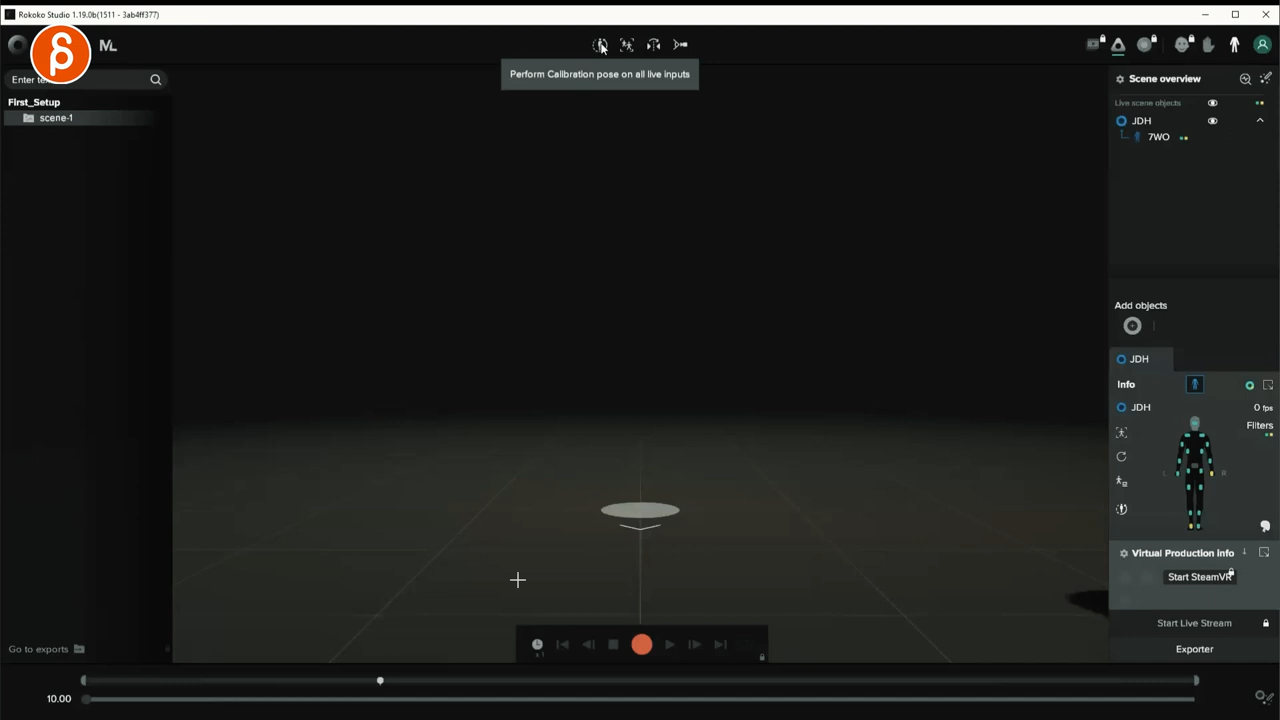 Rokoko Studio 1.19.0b(1511 - 3ab4ff377)
ML
Perform Calibration pose on all live inputs
First_Setup
scene-1
Go to exports
10.00
Scene overview
Live scene objects
JDH
7WO
Add objects
JDH
Info
JDH
0 fps
Filters
L
R
Virtual Production Info
Start SteamVR
Start Live Stream
Exporter
x1